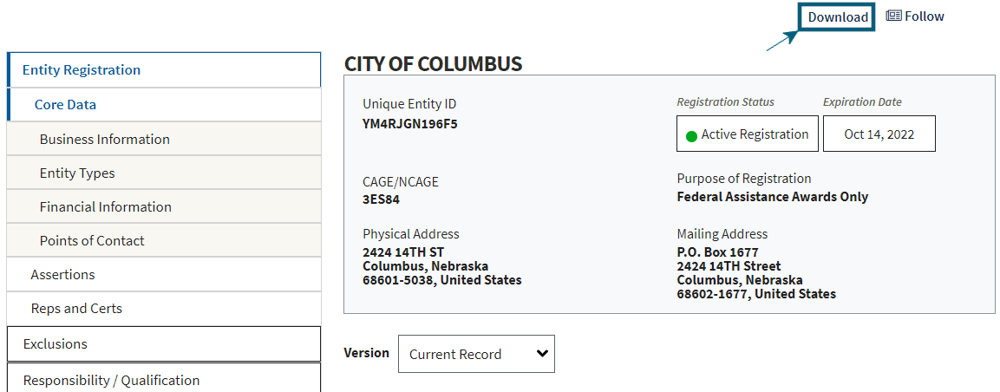 Download
Follow
Entity Registration
Core Data
Business Information
Entity Types
Financial Information
Points of Contact
Assertions
Reps and Certs
Exclusions
Responsibility / Qualification
CITY OF COLUMBUS
Unique Entity ID
YM4RJGN196F5
Registration Status
Active Registration
Expiration Date
Oct 14, 2022
CAGE/NCAGE
3ES84
Purpose of Registration
Federal Assistance Awards Only
Physical Address
2424 14TH ST
Columbus, Nebraska
68601-5038, United States
Mailing Address
P.O. Box 1677
2424 14TH Street
Columbus, Nebraska
68602-1677, United States
Version
Current Record